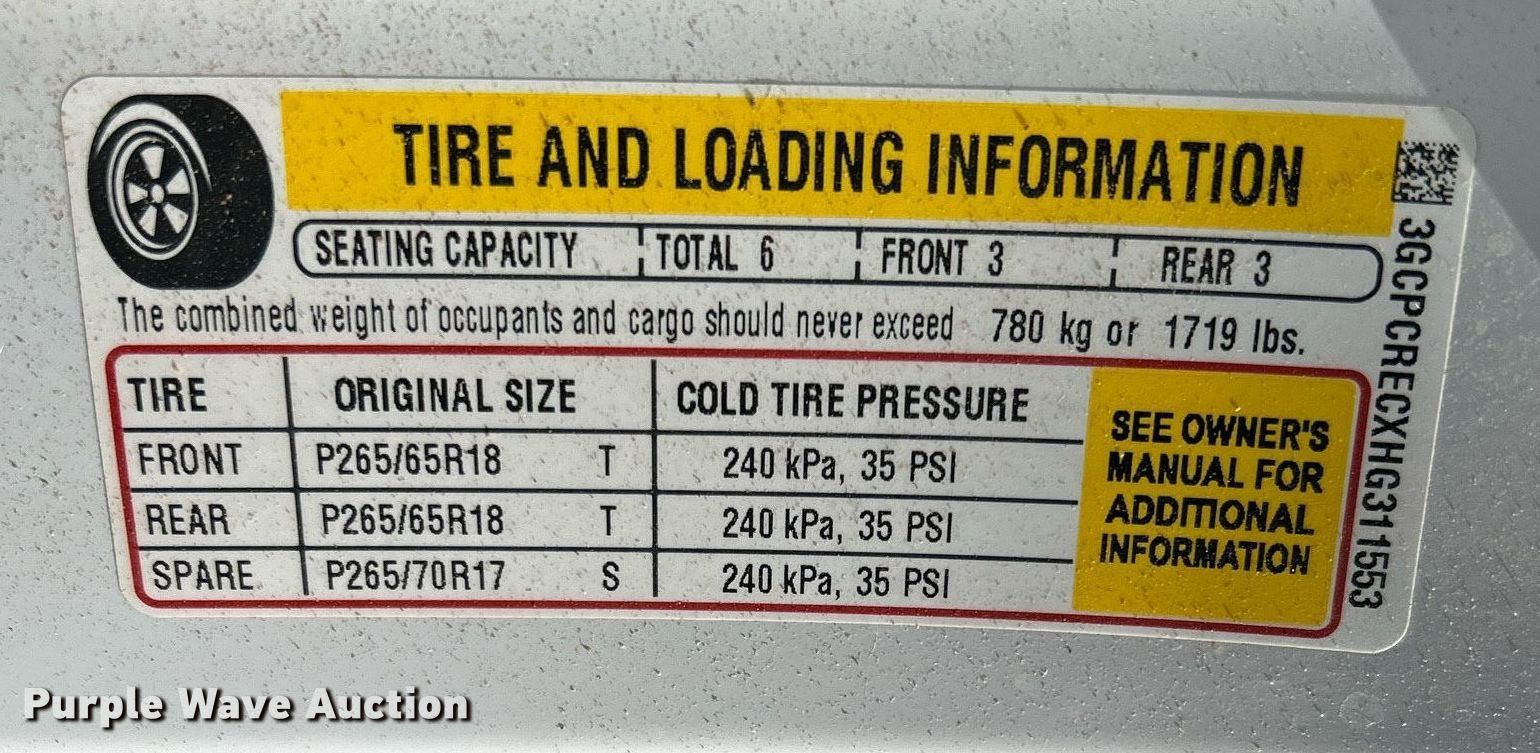 TIRE AND LOADING INFORMATION
SEATING CAPACITY TOTAL 6 FRONT 3 REAR 3
The combined weight of occupants and cargo should never exceed 780 kg or 1719 lbs.
TIRE ORIGINAL SIZE COLD TIRE PRESSURE
FRONT P265/65R18 T 240 kPa, 35 PSI
REAR P265/65R18 T 240 kPa, 35 PSI
SPARE P265/70R17 S 240 kPa, 35 PSI
SEE OWNER'S
MANUAL FOR
ADDITIONAL
INFORMATION
3GCPCRECXHG311553
Purple Wave Auction